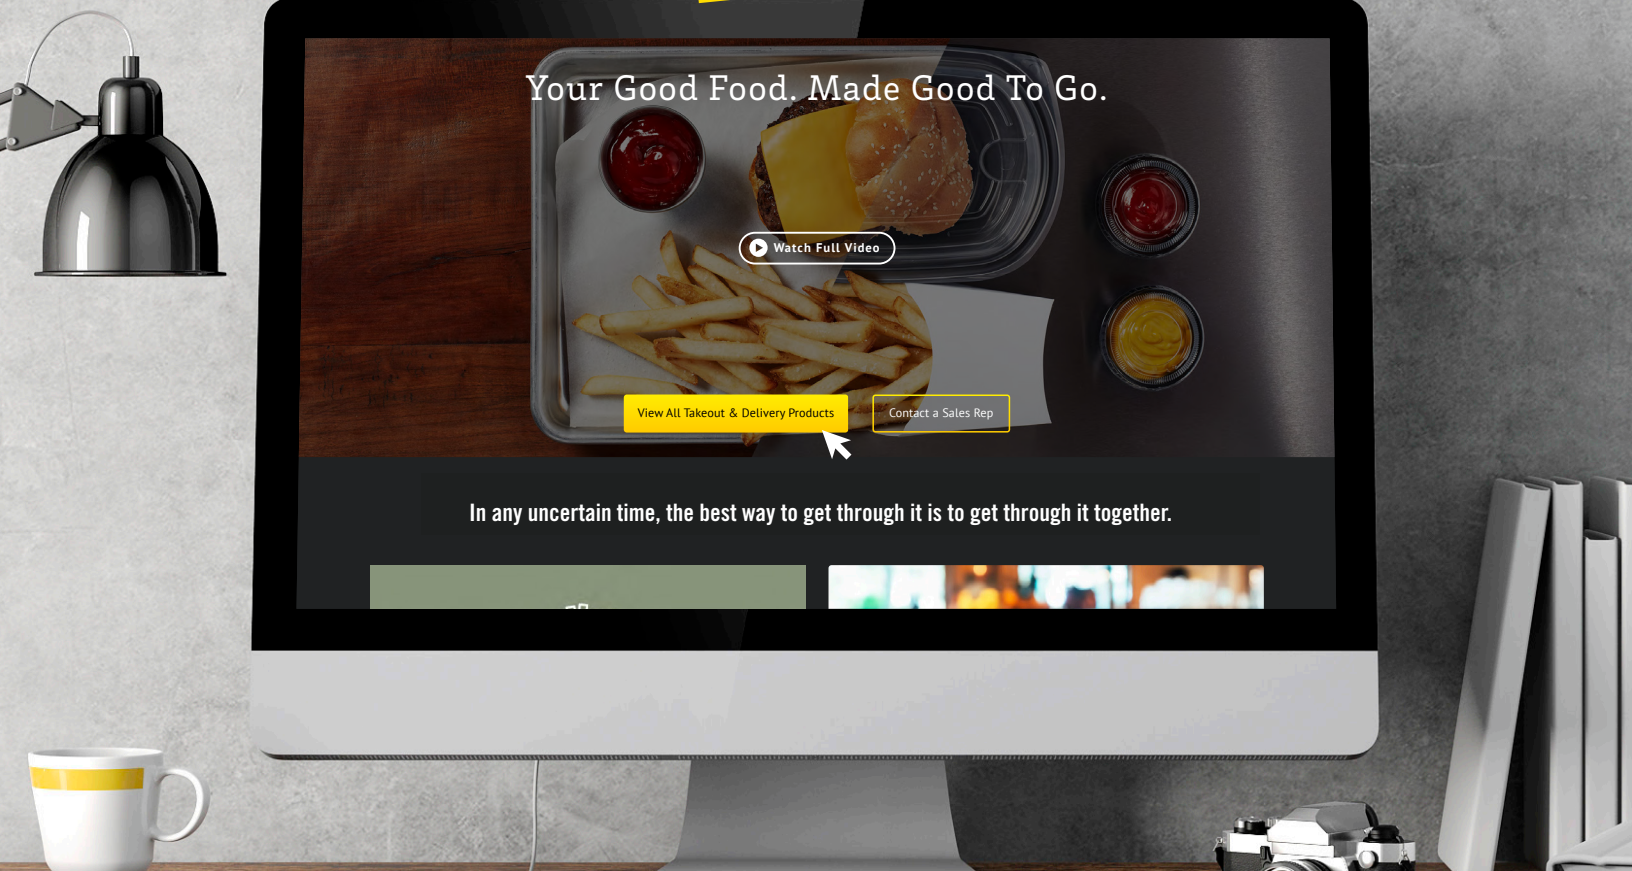 Your Good Food. Made Good To Go.
Watch Full Video
View All Takeout & Delivery Products
Contact a Sales Rep
In any uncertain time, the best way to get through it is to get through it together.